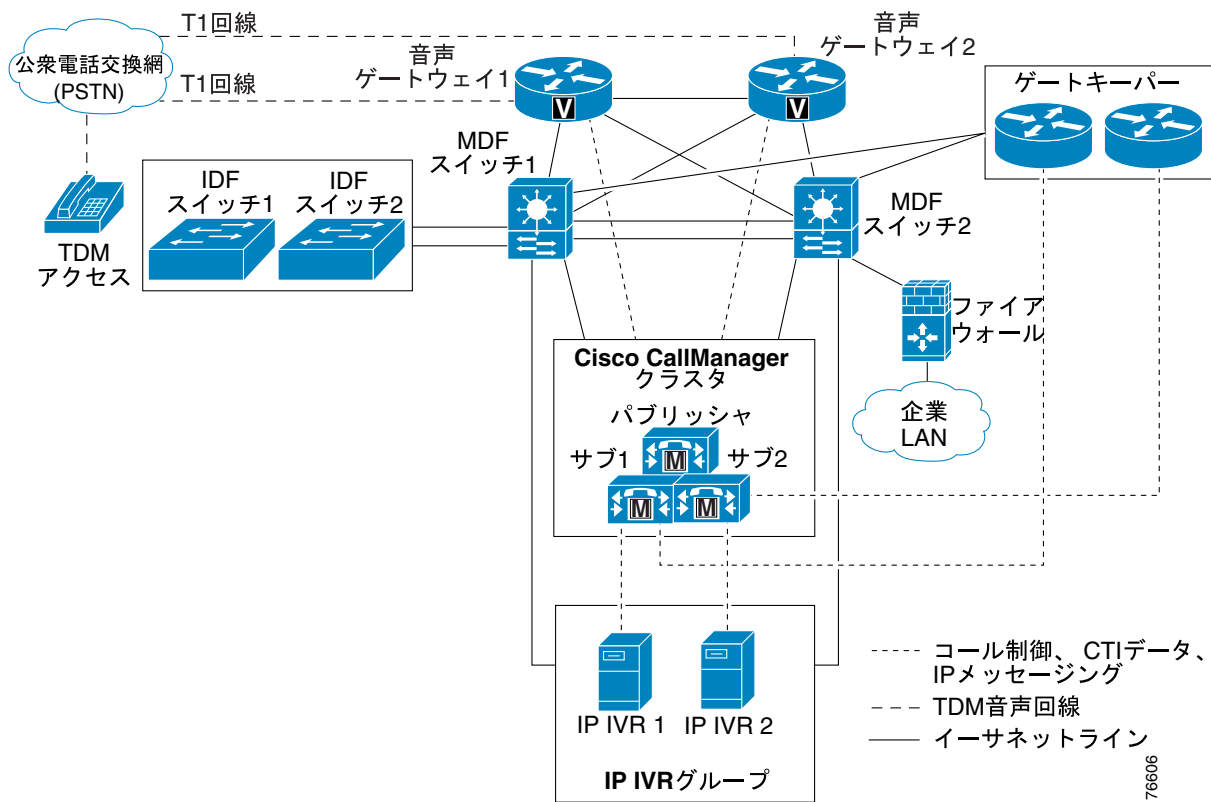 T1回線
公衆電話交換網
(PSTN)
T1回線
音声
ゲートウェイ1
音声
ゲートウェイ2
ゲートキーパー
V
V
MDF
スイッチ1
MDF
スイッチ2
IDF
スイッチ1
IDF
スイッチ2
TDM
アクセス
ファイア
ウォール
企業
LAN
Cisco CallManager
クラスタ
パブリッシャ
サブ1
サブ2
M
M
M
IP IVR 1
IP IVR 2
IP IVRグループ
コール制御、 CTIデータ、
IPメッセージング
TDM音声回線
イーサネットライン
76606